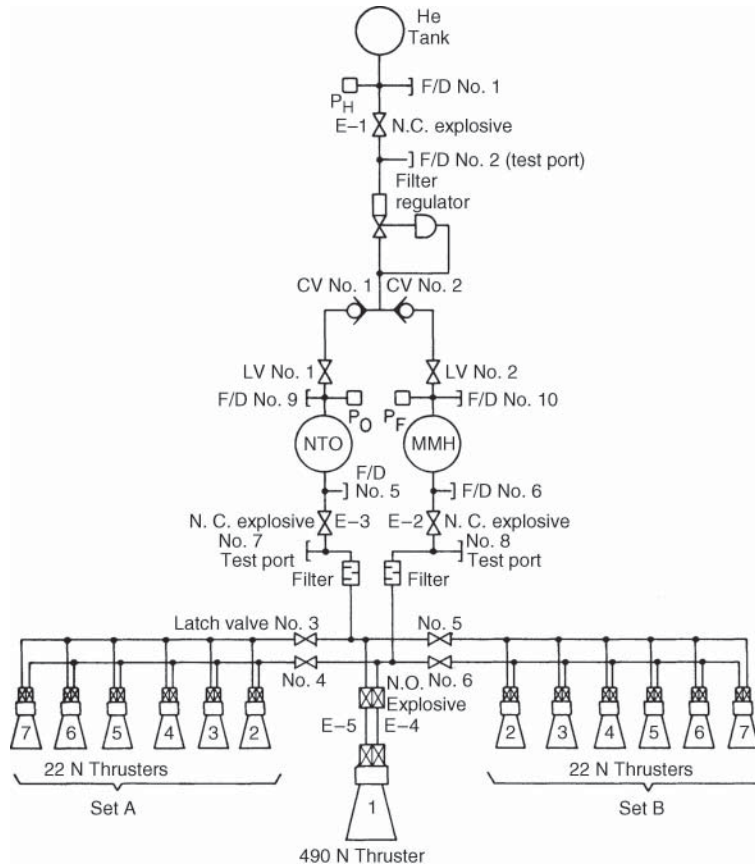 He
Tank
P_H
F/D No. 1
E–1
N.C. explosive
F/D No. 2 (test port)
Filter
regulator
CV No. 1
CV No. 2
LV No. 1
LV No. 2
F/D No. 9
P_O
P_F
F/D No. 10
NTO
MMH
F/D
No. 5
F/D No. 6
N. C. explosive
E–3
E–2
N. C. explosive
No. 7
Test port
No. 8
Test port
Filter
Filter
Latch valve No. 3
No. 5
No. 4
N.O.
Explosive
No. 6
E–5
E–4
7
6
5
4
3
2
2
3
4
5
6
7
22 N Thrusters
Set A
22 N Thrusters
Set B
1
490 N Thruster